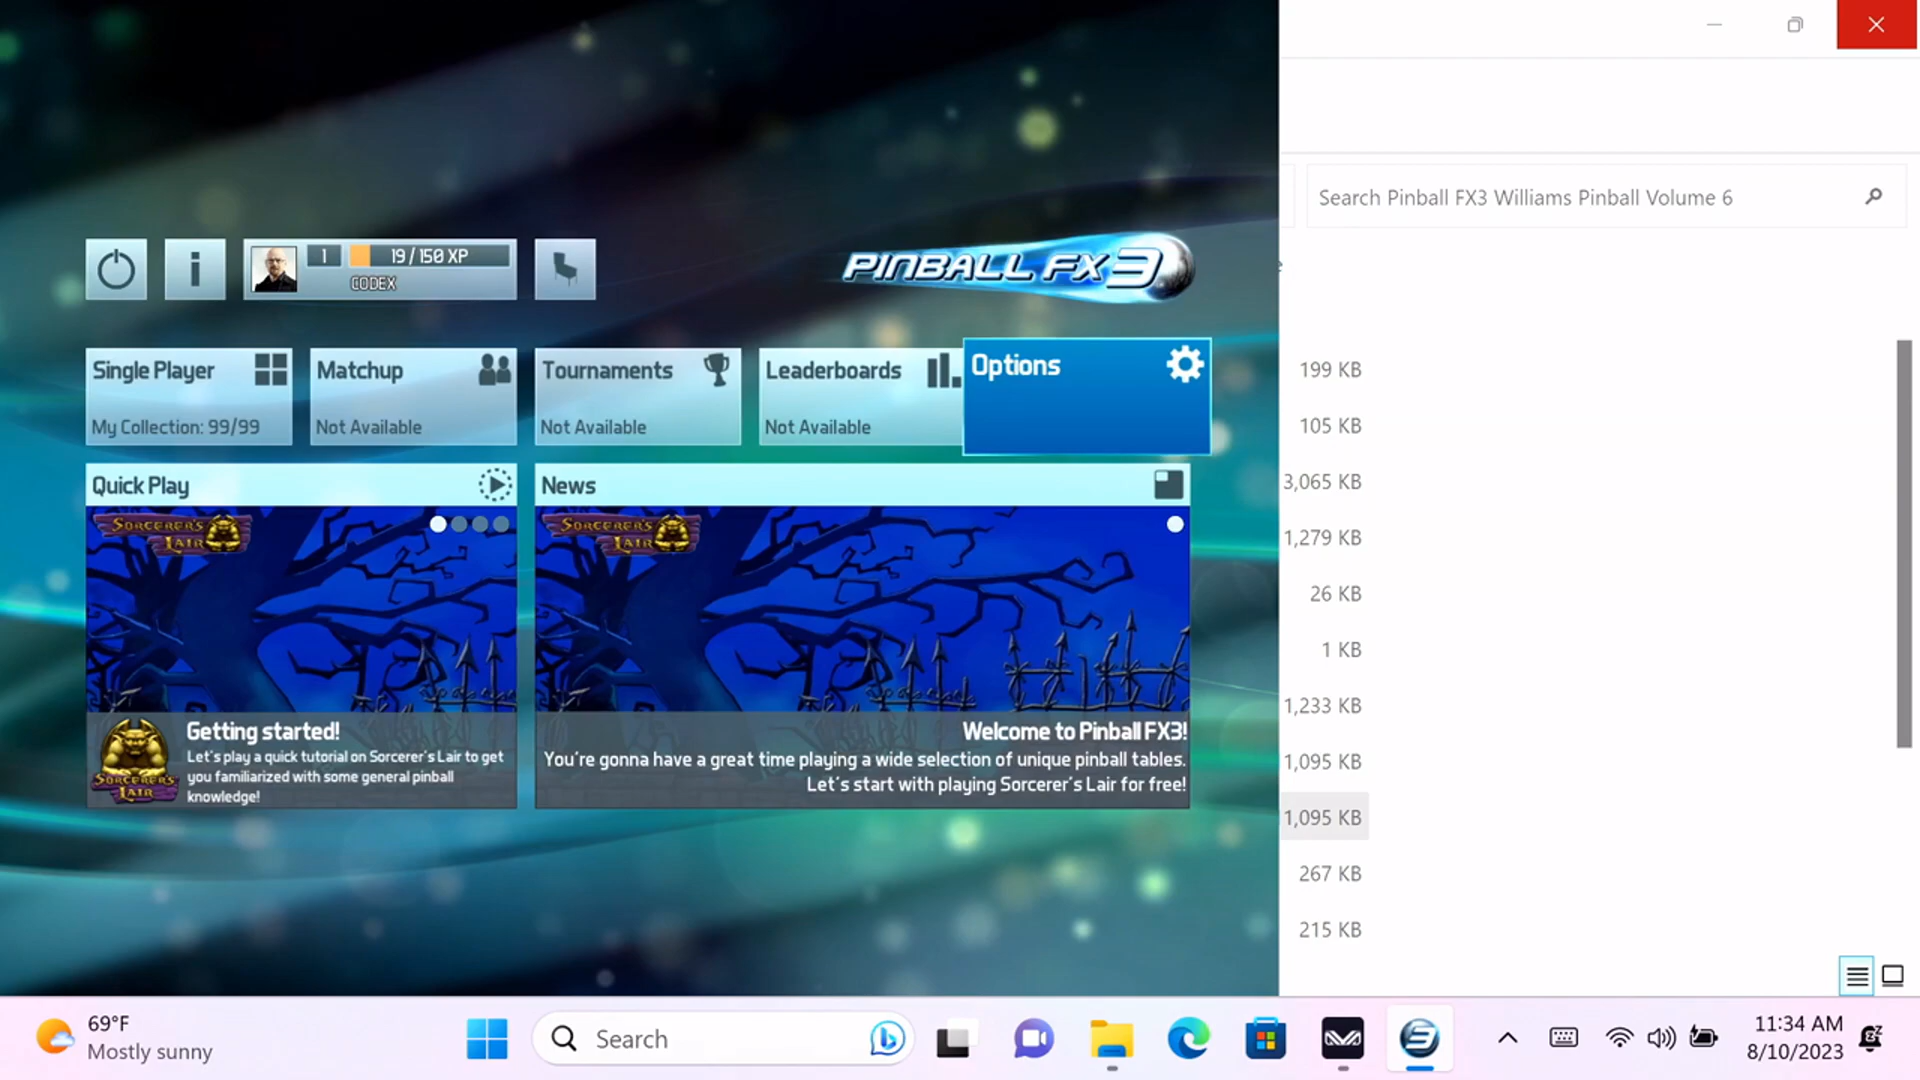 Search Pinball FX3 Williams Pinball Volume 6
1
19 / 150 XP
CODEX
PINBALL FX3
Single Player
My Collection: 99/99
Matchup
Not Available
Tournaments
Not Available
Leaderboards
Not Available
Options
Quick Play
SORCERER'S
LAIR
SORCERER'S
LAIR
Getting started!
Let's play a quick tutorial on Sorcerer's Lair to get
you familiarized with some general pinball
knowledge!
News
SORCERER'S
LAIR
Welcome to Pinball FX3!
You're gonna have a great time playing a wide selection of unique pinball tables.
Let's start with playing Sorcerer's Lair for free!
199 KB
105 KB
3,065 KB
1,279 KB
26 KB
1 KB
1,233 KB
1,095 KB
1,095 KB
267 KB
215 KB
69°F
Mostly sunny
Search
11:34 AM
8/10/2023